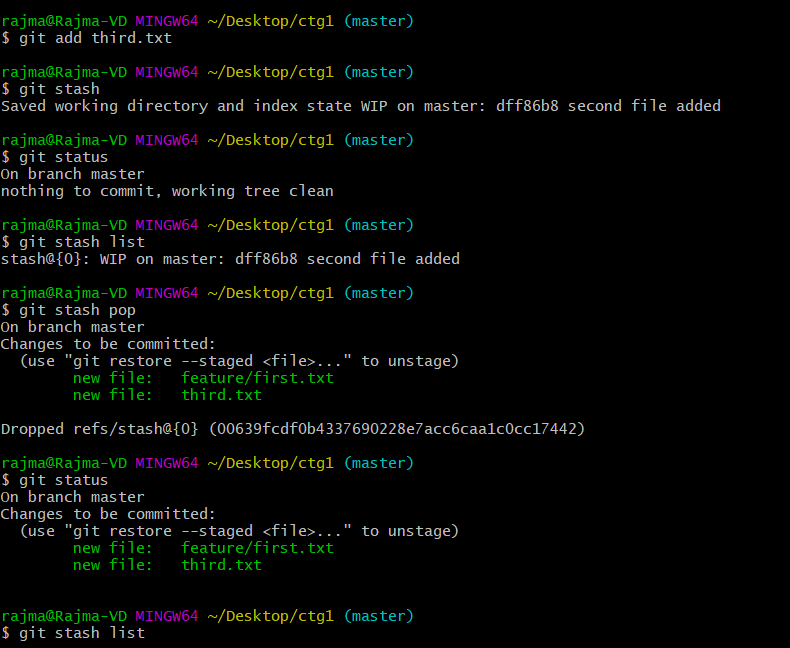 rajma@Rajma-VD MINGW64 ~/Desktop/ctg1 (master)
$ git add third.txt
rajma@Rajma-VD MINGW64 ~/Desktop/ctg1 (master)
$ git stash
Saved working directory and index state WIP on master: dff86b8 second file added
rajma@Rajma-VD MINGW64 ~/Desktop/ctg1 (master)
$ git status
On branch master
nothing to commit, working tree clean
rajma@Rajma-VD MINGW64 ~/Desktop/ctg1 (master)
$ git stash list
stash@{0}: WIP on master: dff86b8 second file added
rajma@Rajma-VD MINGW64 ~/Desktop/ctg1 (master)
$ git stash pop
On branch master
Changes to be committed:
  (use "git restore --staged <file>..." to unstage)
        new file:   feature/first.txt
        new file:   third.txt
Dropped refs/stash@{0} (00639fcdf0b4337690228e7acc6caa1c0cc17442)
rajma@Rajma-VD MINGW64 ~/Desktop/ctg1 (master)
$ git status
On branch master
Changes to be committed:
  (use "git restore --staged <file>..." to unstage)
        new file:   feature/first.txt
        new file:   third.txt
rajma@Rajma-VD MINGW64 ~/Desktop/ctg1 (master)
$ git stash list